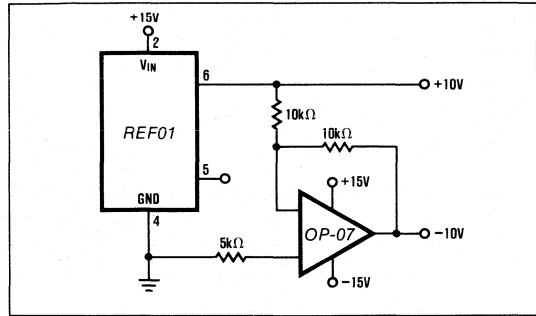 +15V
2
VIN
6
+10V
10kΩ
10kΩ
REF01
5
+15V
GND
4
OP-07
-10V
5kΩ
-15V